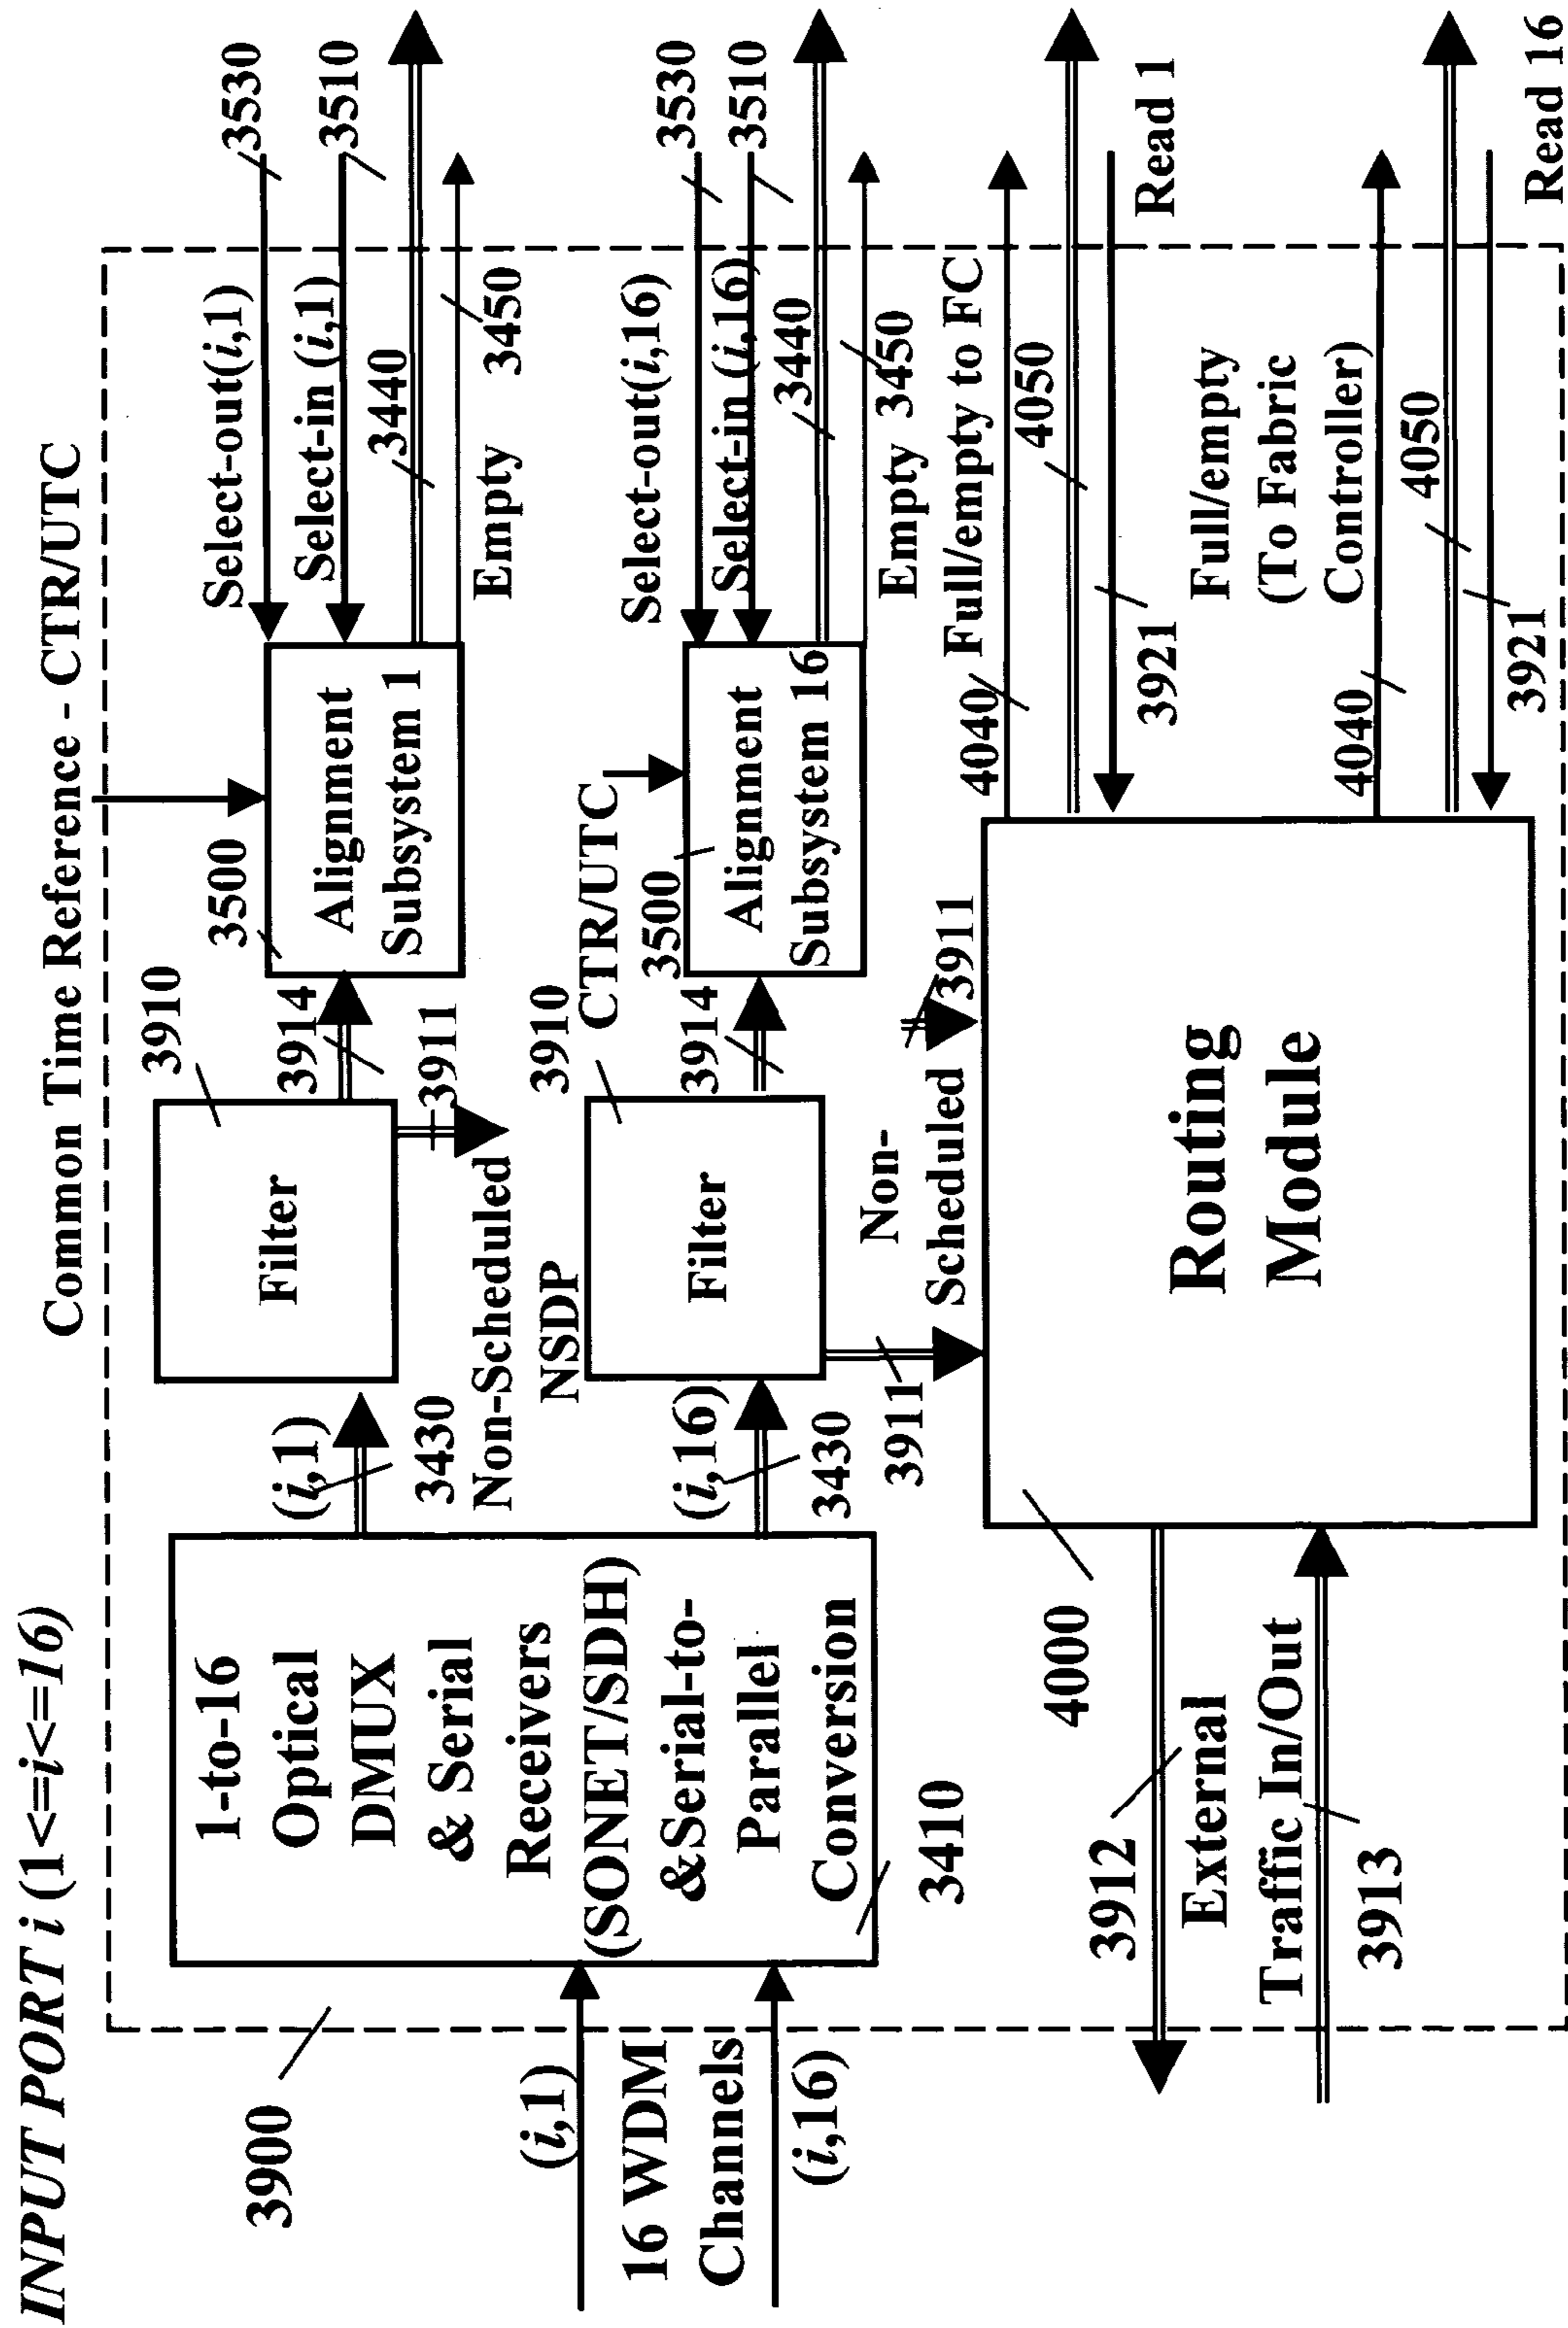 INPUT PORT i (1<=i<=16)
Common Time Reference - CTR/UTC
3900
(i,1)
16 WDM
Channels
(i,16)
1-to-16
Optical
DMUX
& Serial
Receivers
(SONET/SDH)
&Serial-to-
Parallel
Conversion
3410
(i,1)
3430
Non-Scheduled
NSDP
(i,16)
3430
3911
Filter
3910
3914
3911
Filter
3910
3914
CTR/UTC
Non-
Scheduled
3911
3500
Alignment
Subsystem 1
3500
Alignment
Subsystem 16
Select-out(i,1)
3530
Select-in (i,1)
3510
3440
Empty
3450
Select-out(i,16)
3530
Select-in (i,16)
3510
3440
Empty
3450
4000
Routing
Module
3912
External
Traffic In/Out
3913
4040
Full/empty to FC
4050
3921
Read 1
Full/empty
(To Fabric
Controller)
4040
4050
3921
Read 16